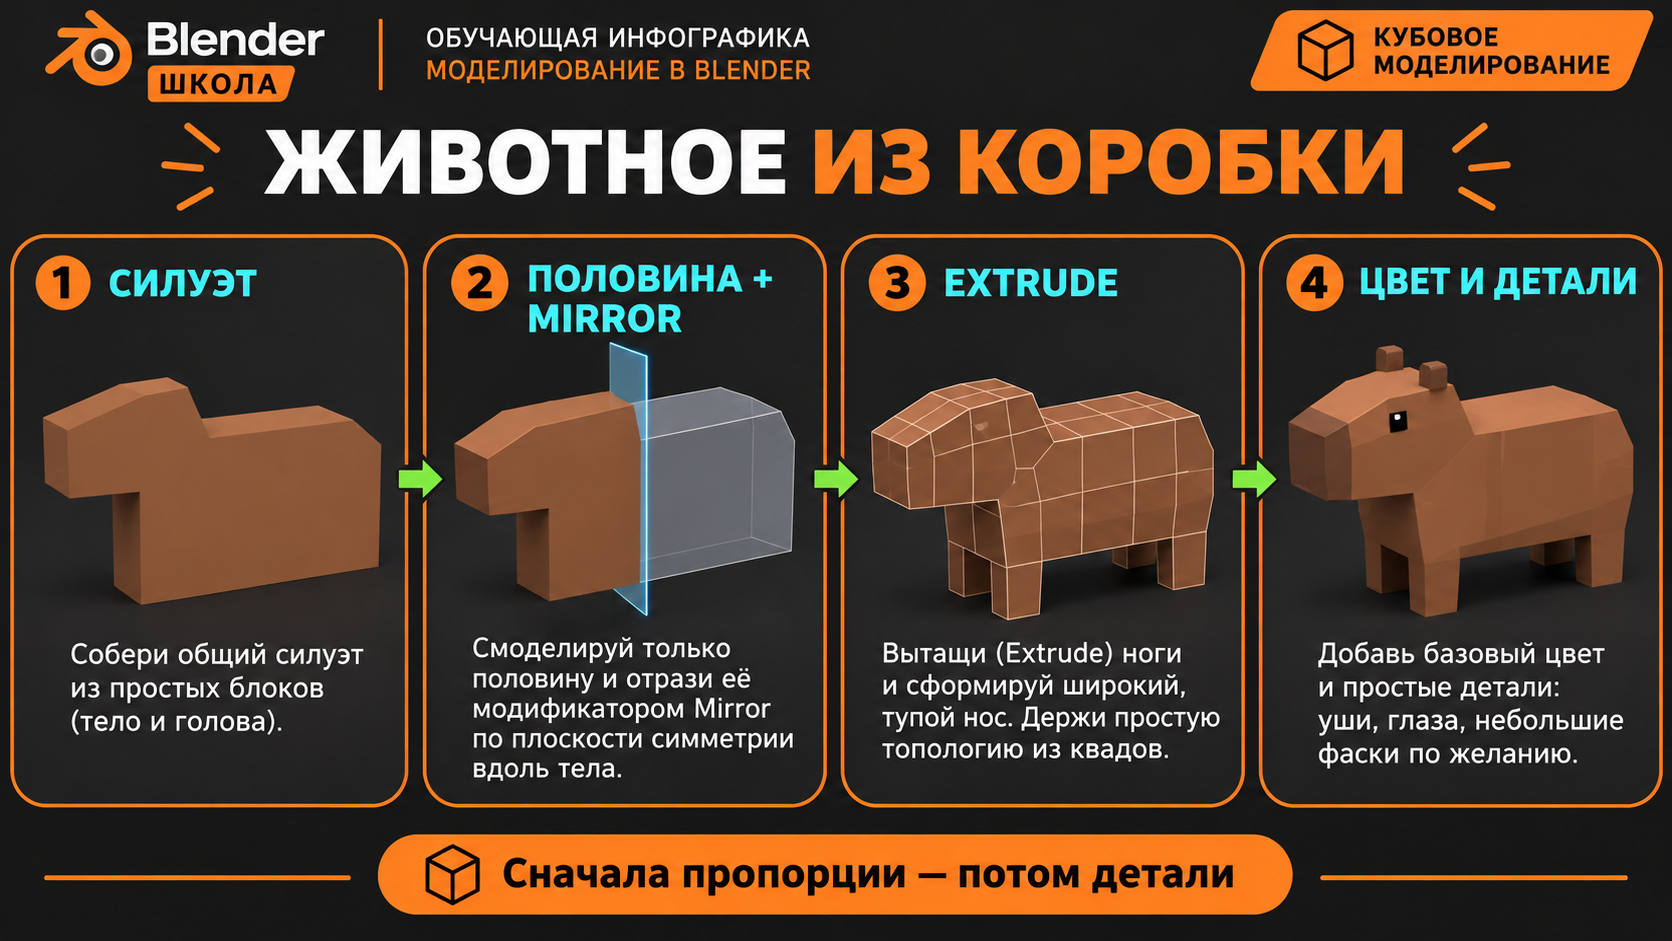 Blender
ШКОЛА
ОБУЧАЮЩАЯ ИНФОГРАФИКА
МОДЕЛИРОВАНИЕ В BLENDER
КУБОВОЕ
МОДЕЛИРОВАНИЕ
ЖИВОТНОЕ ИЗ КОРОБКИ
1 СИЛУЭТ
Собери общий силуэт
из простых блоков
(тело и голова).
2 ПОЛОВИНА +
MIRROR
Смоделируй только
половину и отрази её
модификатором Mirror
по плоскости симметрии
вдоль тела.
3 EXTRUDE
Вытащи (Extrude) ноги
и сформируй широкий,
тупой нос. Держи простую
топологию из квадов.
4 ЦВЕТ И ДЕТАЛИ
Добавь базовый цвет
и простые детали:
уши, глаза, небольшие
фаски по желанию.
Сначала пропорции — потом детали